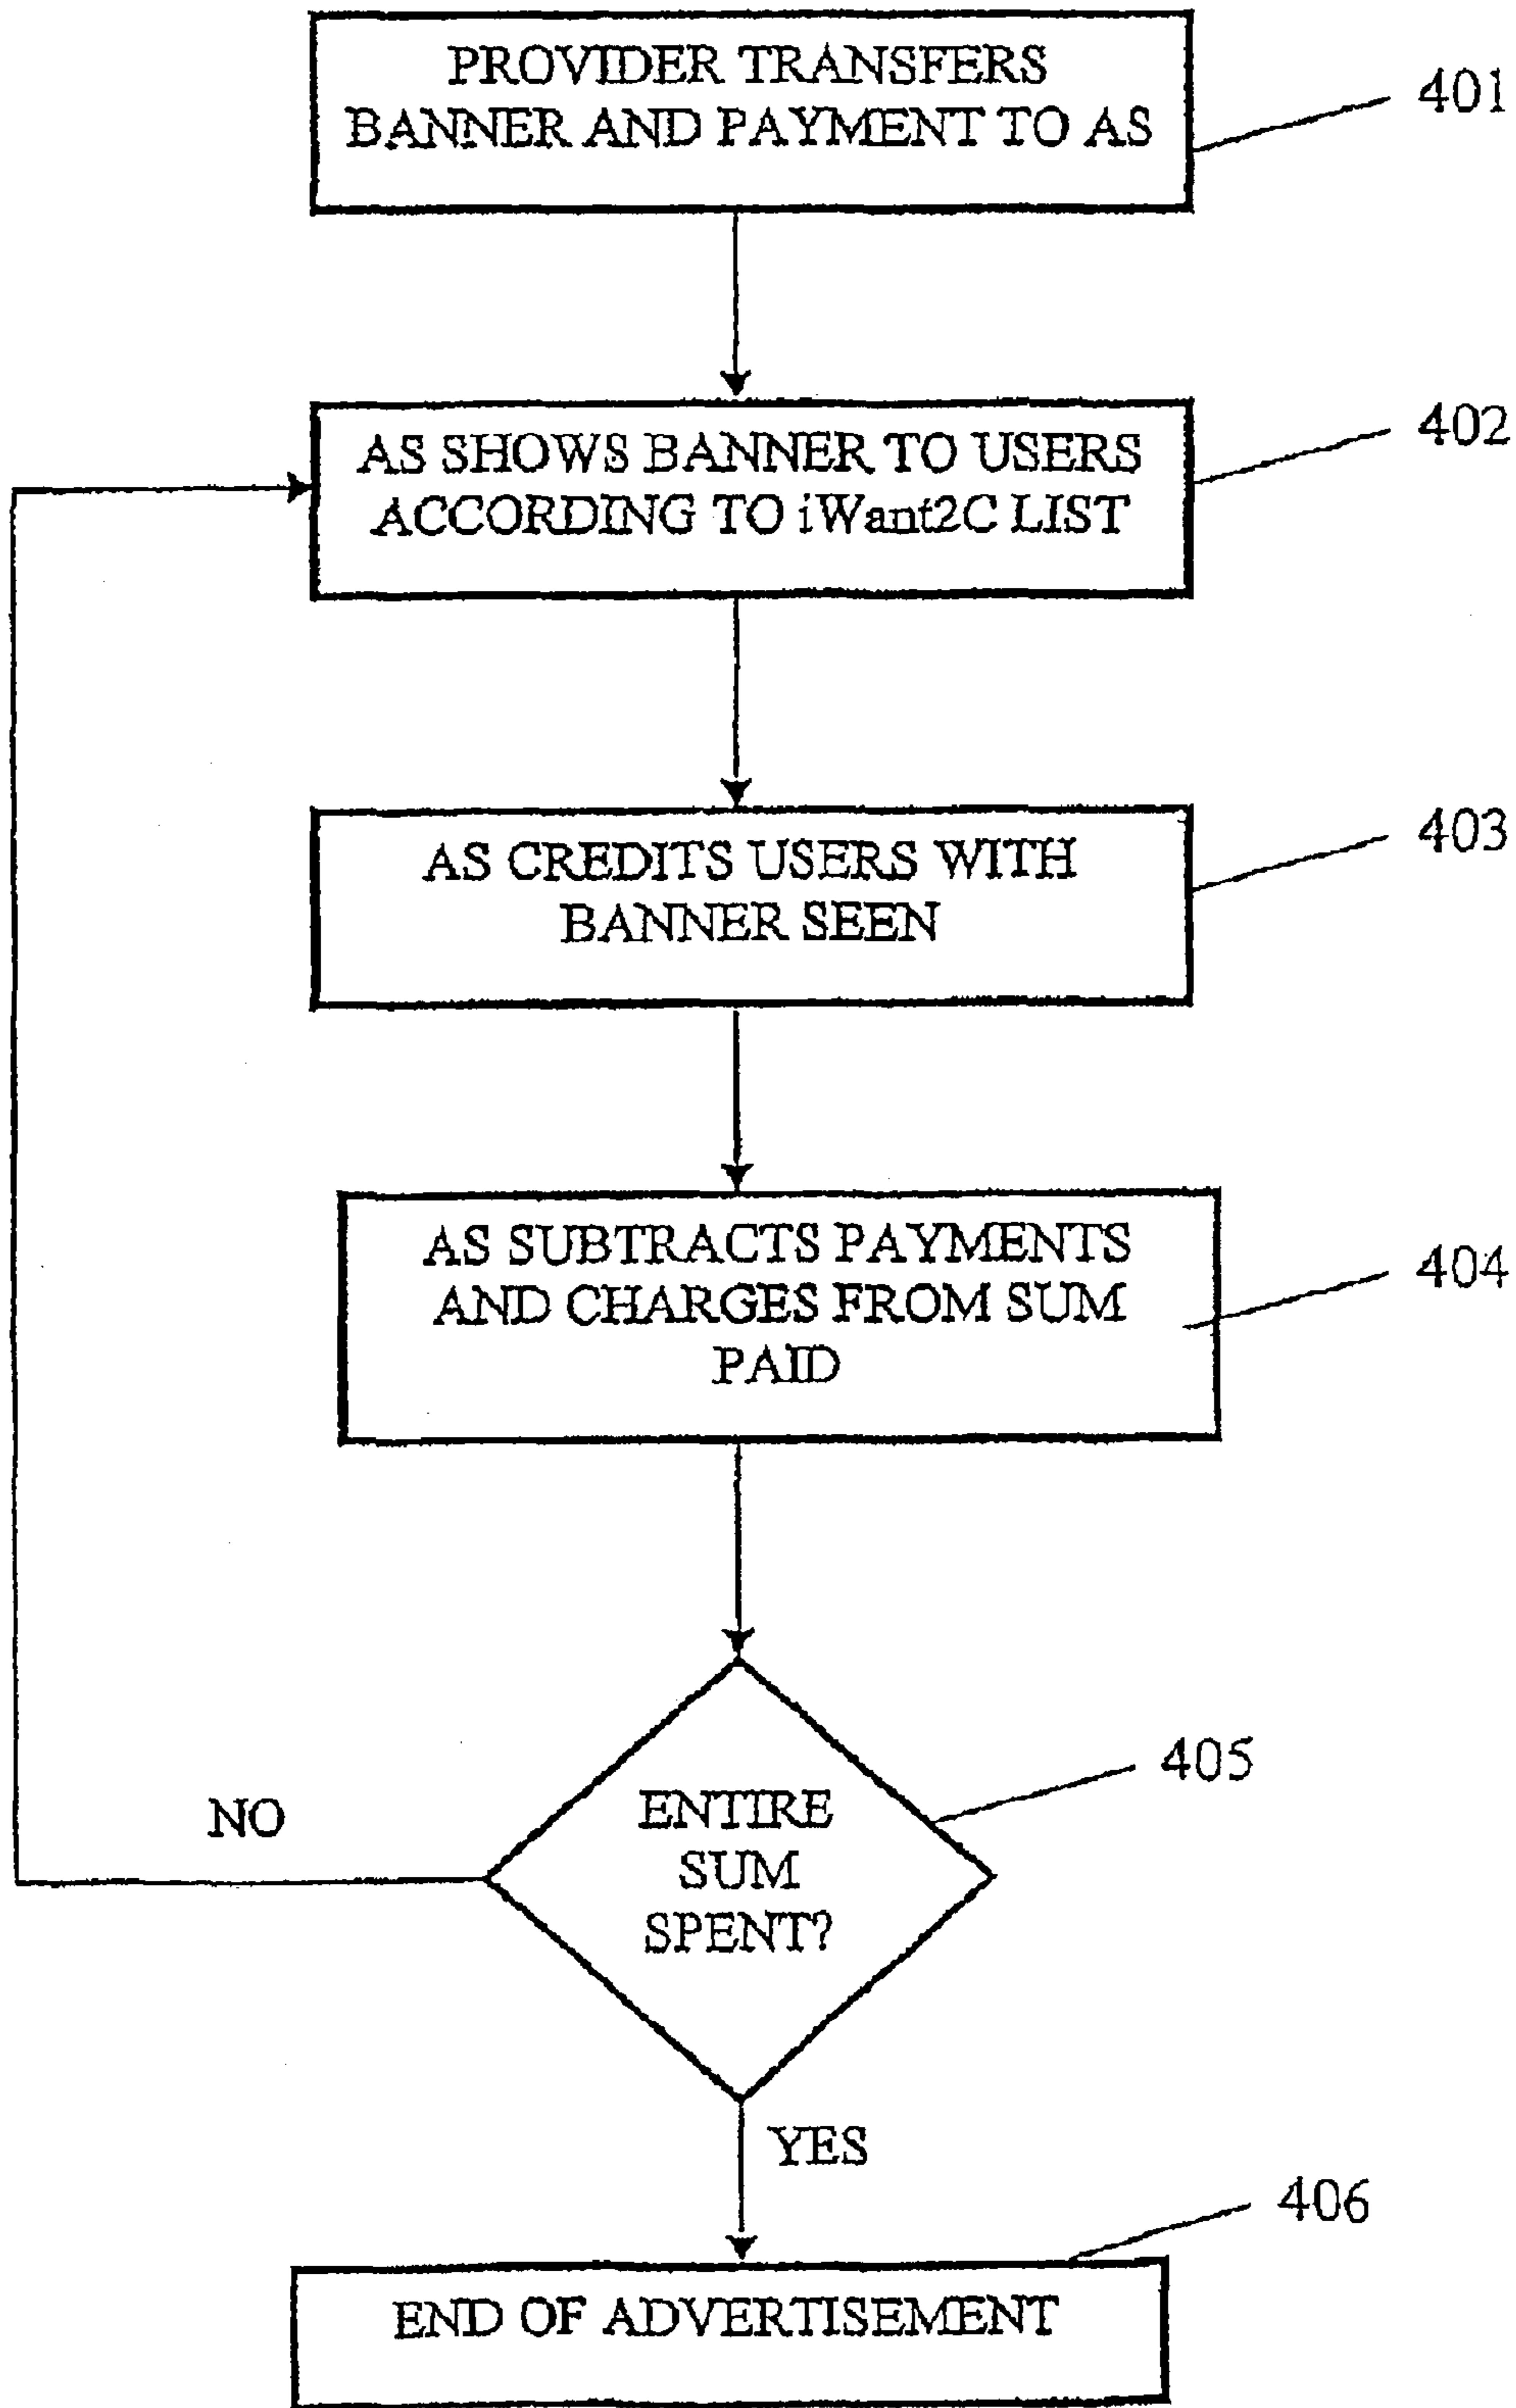 PROVIDER TRANSFERS
BANNER AND PAYMENT TO AS
401
AS SHOWS BANNER TO USERS
ACCORDING TO iWant2C LIST
402
AS CREDITS USERS WITH
BANNER SEEN
403
AS SUBTRACTS PAYMENTS
AND CHARGES FROM SUM
PAID
404
ENTIRE
SUM
SPENT?
405
NO
YES
406
END OF ADVERTISEMENT